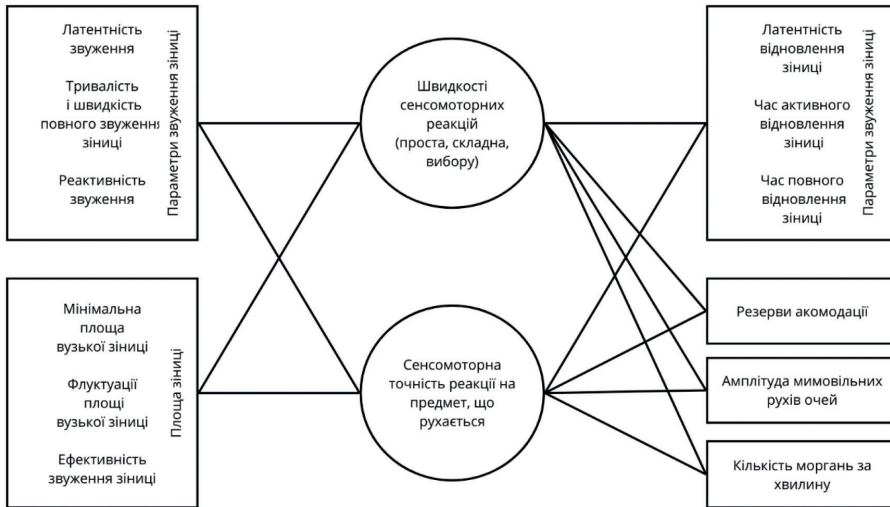 Латентність
звуження
Тривалість
і швидкість
повного звуження
зіниці
Реактивність
звуження
Параметри звуження зіниці
Швидкості
сенсомоторних
реакцій
(проста, складна,
вибору)
Латентність
відновлення
зіниці
Час активного
відновлення
зіниці
Час повного
відновлення
зіниці
Параметри звуження зіниці
Мінімальна
площа
вузької зіниці
Флуктуації
площі
вузької зіниці
Ефективність
звуження зіниці
Площа зіниці
Сенсомоторна
точність реакції на
предмет, що
рухається
Резерви акомодації
Амплітуда мимовільних
рухів очей
Кількість моргань за
хвилину